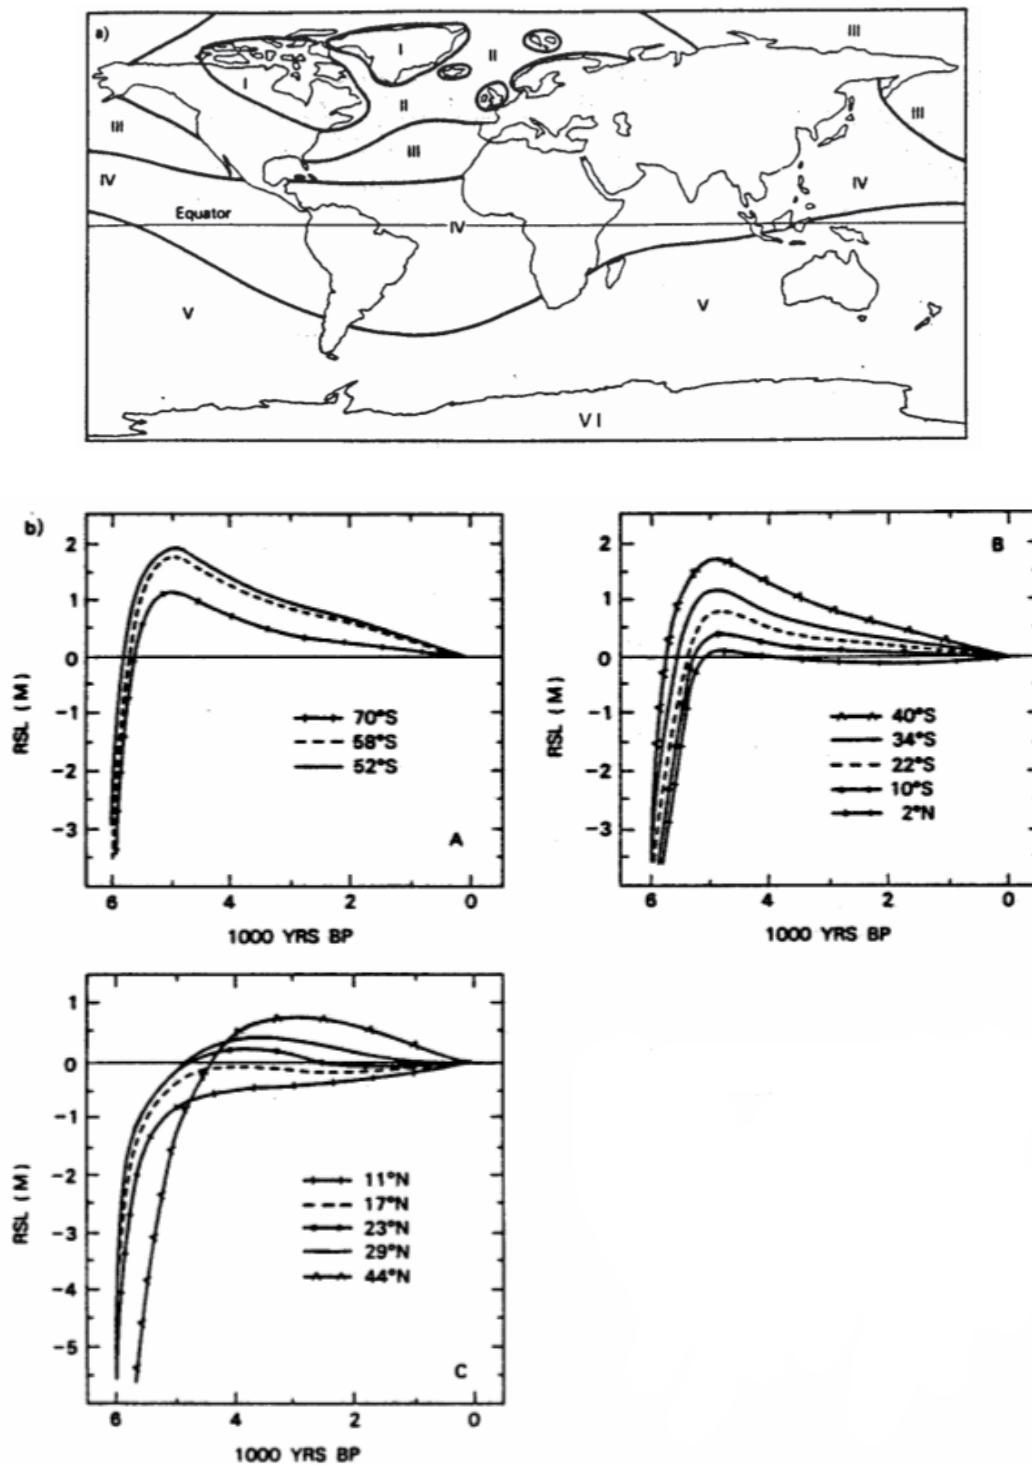 a)
I
I
II
III
II
III
III
III
IV
IV
Equator
IV
V
V
VI
b)
2
1
0
-1
-2
-3
RSL (M)
70°S
58°S
52°S
A
6 4 2 0
1000 YRS BP
B
2
1
0
-1
-2
-3
RSL (M)
40°S
34°S
22°S
10°S
2°N
6 4 2 0
1000 YRS BP
1
0
-1
-2
-3
-4
-5
RSL (M)
11°N
17°N
23°N
29°N
44°N
C
6 4 2 0
1000 YRS BP